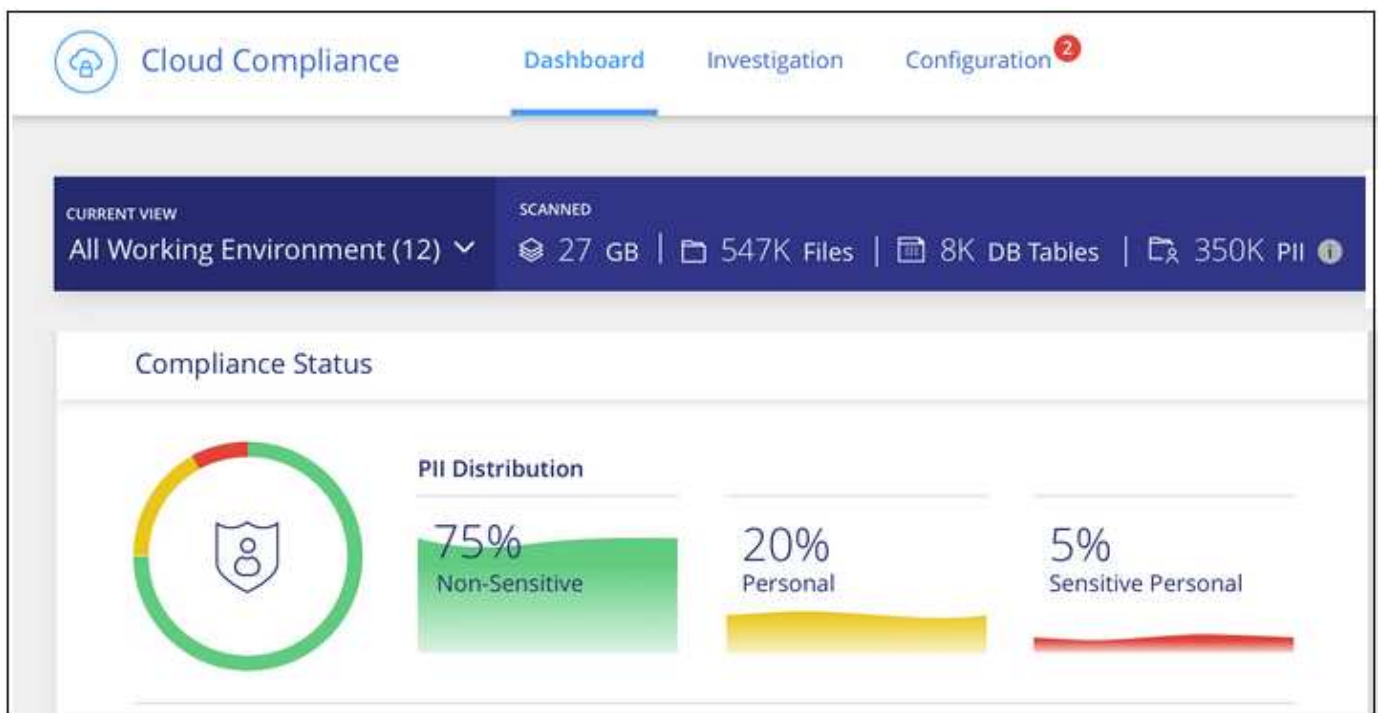 Cloud Compliance Dashboard Investigation Configuration 2
CURRENT VIEW
All Working Environment (12)
SCANNED
27 GB | 547K Files | 8K DB Tables | 350K PII i
Compliance Status
PII Distribution
75%
Non-Sensitive
20%
Personal
5%
Sensitive Personal